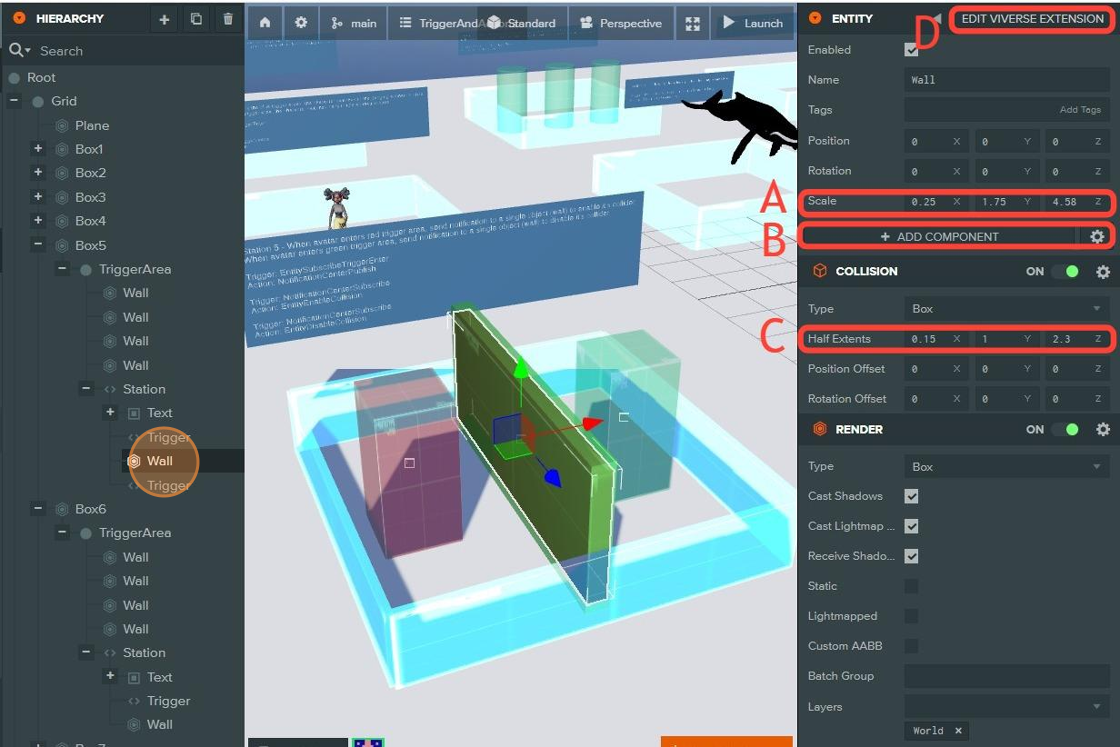 HIERARCHY
Search
Root
Grid
Plane
Box1
Box2
Box3
Box4
Box5
TriggerArea
Wall
Wall
Wall
Wall
Station
Text
Trigger
Wall
Trigger
Box6
TriggerArea
Wall
Wall
Wall
Wall
Station
Text
Trigger
Wall
main
Standard
Perspective
Launch
Station 5 - When avatar enters red trigger area, send notification to a single object (wall) to enable its collider
When avatar enters green trigger area, send notification to a single object (wall) to disable its collider
Trigger: EntitySubscribeTriggerEnter
Action: NotificationCenterPublish
Trigger: NotificationCenterSubscribe
Action: EntityEnableCollision
Trigger: NotificationCenterSubscribe
Action: EntityDisableCollision
A
B
C
D
ENTITY
EDIT VIVERSE EXTENSION
Enabled
Name Wall
Tags Add Tags
Position 0 X 0 Y 0 Z
Rotation 0 X 0 Y 0 Z
Scale 0.25 X 1.75 Y 4.58 Z
+ ADD COMPONENT
COLLISION ON
Type Box
Half Extents 0.15 X 1 Y 2.3 Z
Position Offset 0 X 0 Y 0 Z
Rotation Offset 0 X 0 Y 0 Z
RENDER ON
Type Box
Cast Shadows
Cast Lightmap ...
Receive Shado...
Static
Lightmapped
Custom AABB
Batch Group
Layers
World ×